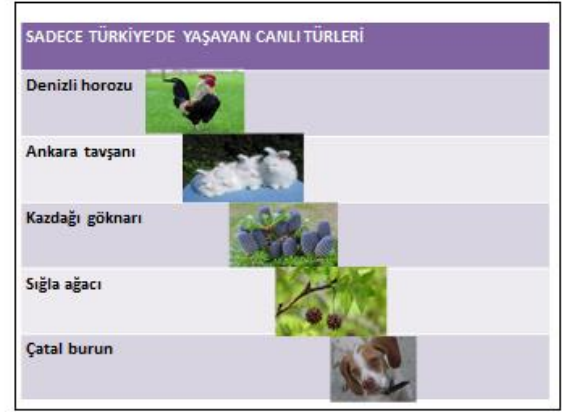 SADECE TÜRKİYE'DE YAŞAYAN CANLI TÜRLERİ
Denizli horozu
Ankara tavşanı
Kazdağı göknarı
Sığla ağacı
Çatal burun